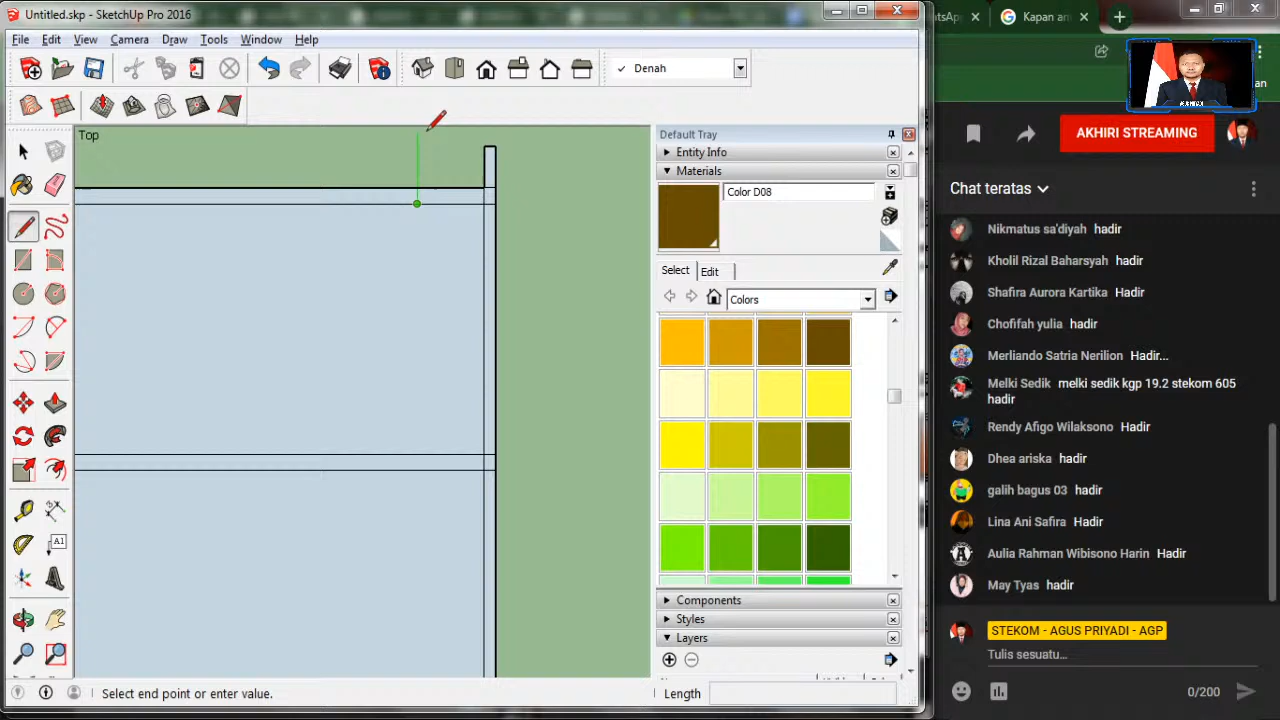 Untitled.skp - SketchUp Pro 2016
atsAp
Kapan an
File Edit View Camera Draw Tools Window Help
Denah
Top
Default Tray
Entity Info
Materials
Color D08
Select Edit
Colors
Components
Styles
Layers
A1
Select end point or enter value.
Length
AKHIRI STREAMING
Chat teratas
Nikmatus sa'diyah hadir
Kholil Rizal Baharsyah hadir
Shafira Aurora Kartika Hadir
Chofifah yulia hadir
Merliando Satria Nerilion Hadir...
Melki Sedik melki sedik kgp 19.2 stekom 605
hadir
Rendy Afigo Wilaksono Hadir
Dhea ariska hadir
galih bagus 03 hadir
Lina Ani Safira Hadir
Aulia Rahman Wibisono Harin Hadir
May Tyas hadir
STEKOM - AGUS PRIYADI - AGP
Tulis sesuatu...
0/200